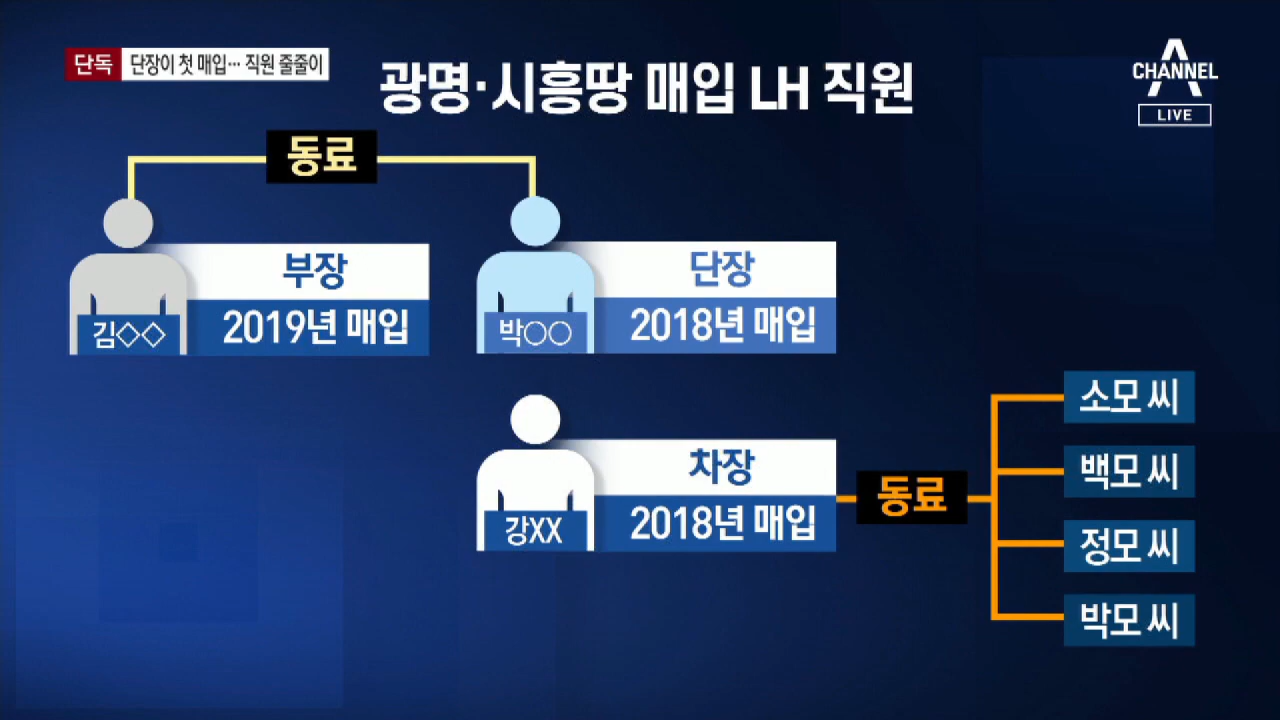 단독 단장이 첫 매입… 직원 줄줄이
광명·시흥땅 매입 LH 직원
CHANNEL A
LIVE
동료
부장
김◇◇ 2019년 매입
단장
박○○ 2018년 매입
차장
강XX 2018년 매입
동료
소모 씨
백모 씨
정모 씨
박모 씨